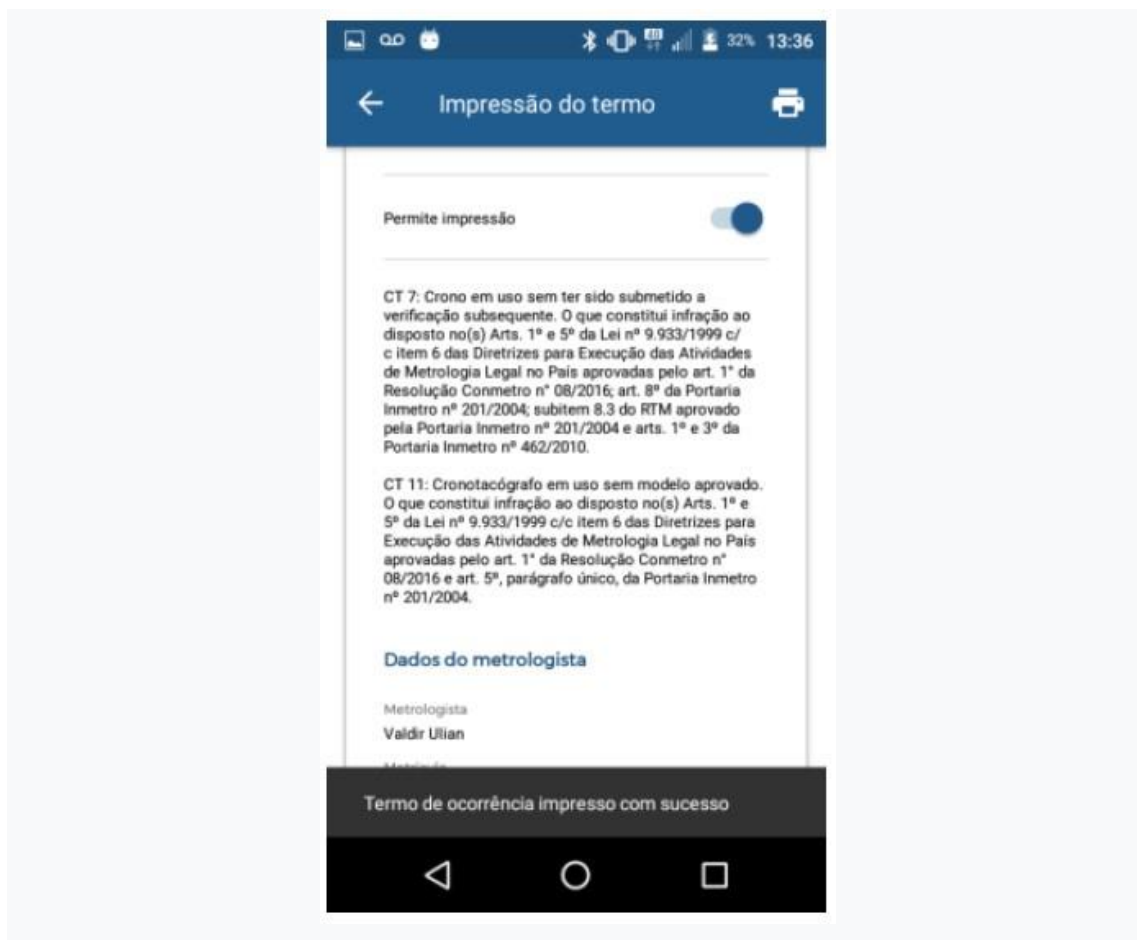 32% 13:36
Impressão do termo
Permite impressão
CT 7: Crono em uso sem ter sido submetido a
verificação subsequente. O que constitui infração ao
disposto no(s) Arts. 1º e 5º da Lei nº 9.933/1999 c/
c item 6 das Diretrizes para Execução das Atividades
de Metrologia Legal no País aprovadas pelo art. 1° da
Resolução Conmetro n° 08/2016; art. 8º da Portaria
Inmetro nº 201/2004; subitem 8.3 do RTM aprovado
pela Portaria Inmetro nº 201/2004 e arts. 1º e 3º da
Portaria Inmetro nº 462/2010.
CT 11: Cronotacógrafo em uso sem modelo aprovado.
O que constitui infração ao disposto no(s) Arts. 1º e
5º da Lei nº 9.933/1999 c/c item 6 das Diretrizes para
Execução das Atividades de Metrologia Legal no País
aprovadas pelo art. 1° da Resolução Conmetro n°
08/2016 e art. 5º, parágrafo único, da Portaria Inmetro
nº 201/2004.
Dados do metrologista
Metrologista
Valdir Ulian
Termo de ocorrência impresso com sucesso